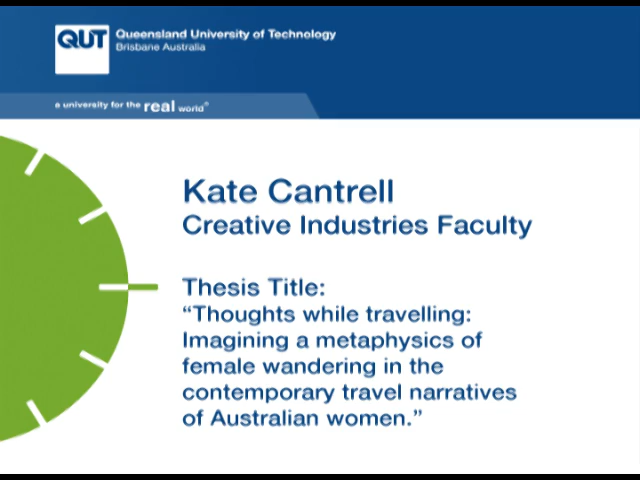 QUT
Queensland University of Technology
Brisbane Australia
a university for the real world®
Kate Cantrell
Creative Industries Faculty
Thesis Title:
“Thoughts while travelling:
Imagining a metaphysics of
female wandering in the
contemporary travel narratives
of Australian women.”